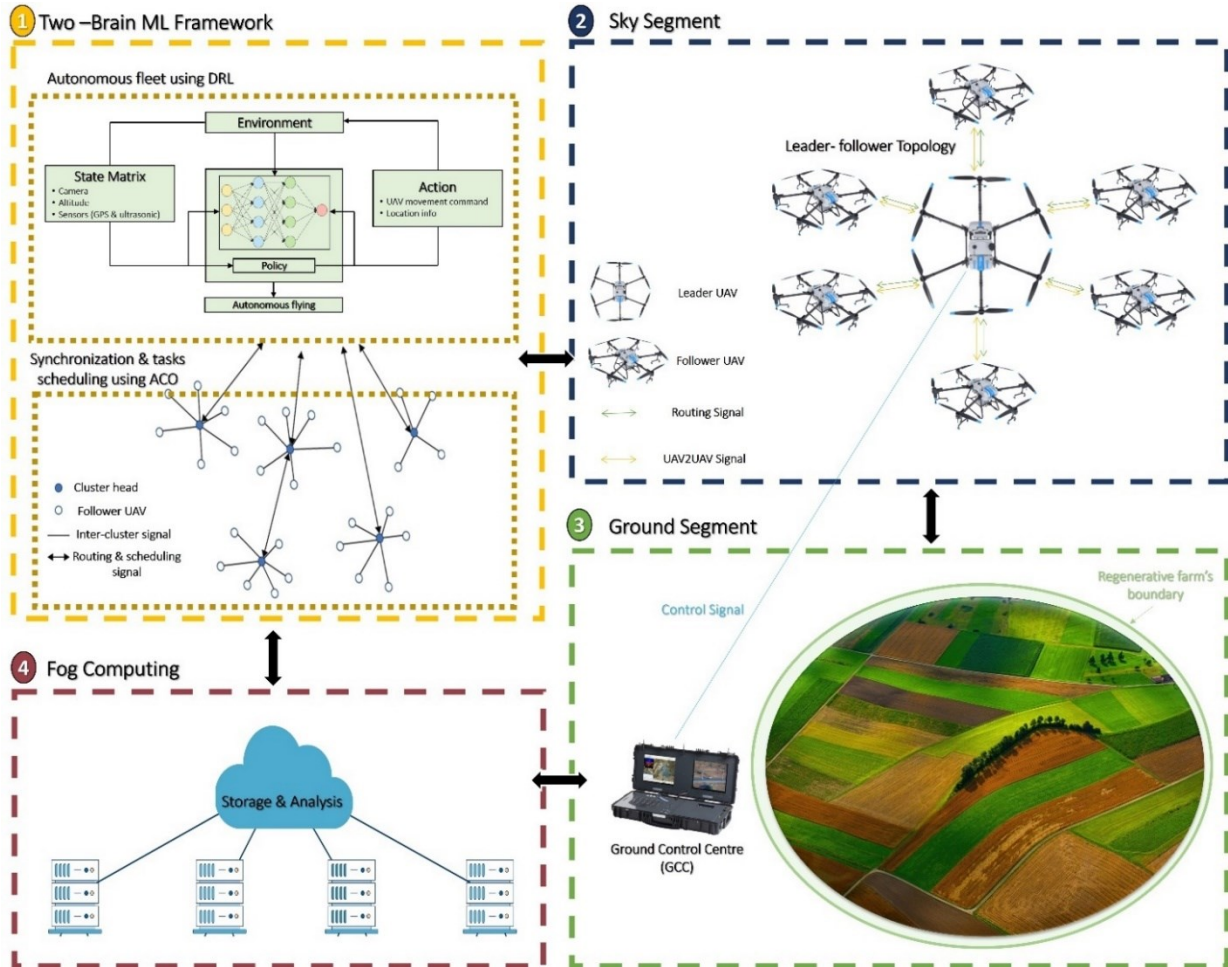 1 Two –Brain ML Framework
Autonomous fleet using DRL
Environment
State Matrix
• Camera
• Altitude
• Sensors (GPS & ultrasonic)
Action
• UAV movement command
• Location info
Policy
Autonomous flying
Synchronization & tasks
scheduling using ACO
Cluster head
Follower UAV
Inter-cluster signal
Routing & scheduling
signal
2 Sky Segment
Leader- follower Topology
Leader UAV
Follower UAV
Routing Signal
UAV2UAV Signal
3 Ground Segment
Control Signal
Regenerative farm's
boundary
Ground Control Centre
(GCC)
4 Fog Computing
Storage & Analysis